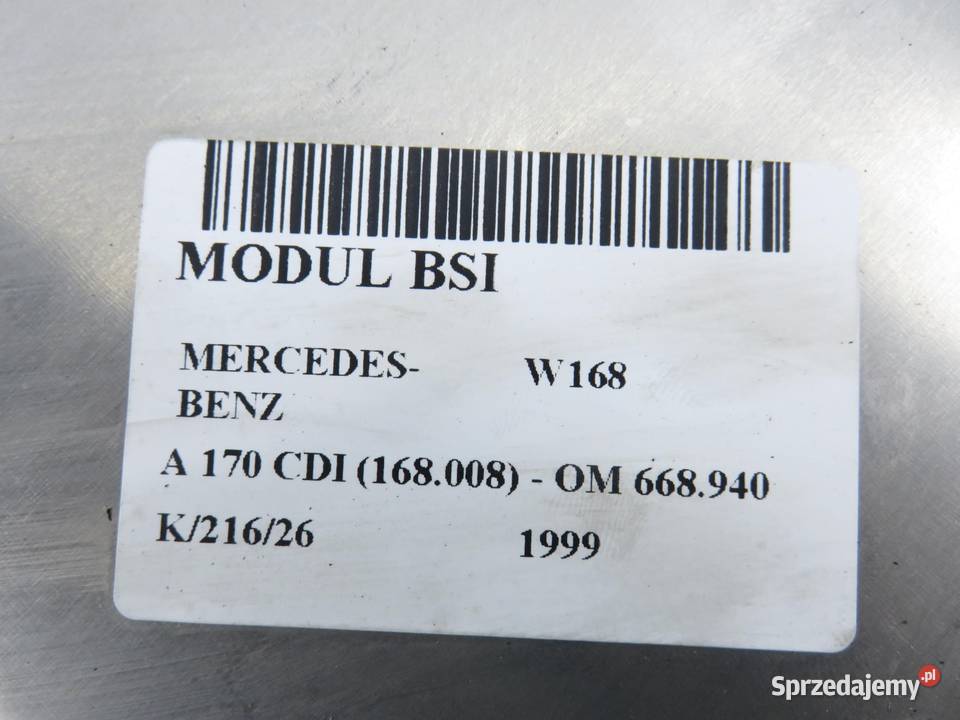 MODUL BSI
MERCEDES- W168
BENZ
A 170 CDI (168.008) - OM 668.940
K/216/26 1999
Sprzedajemy.pl